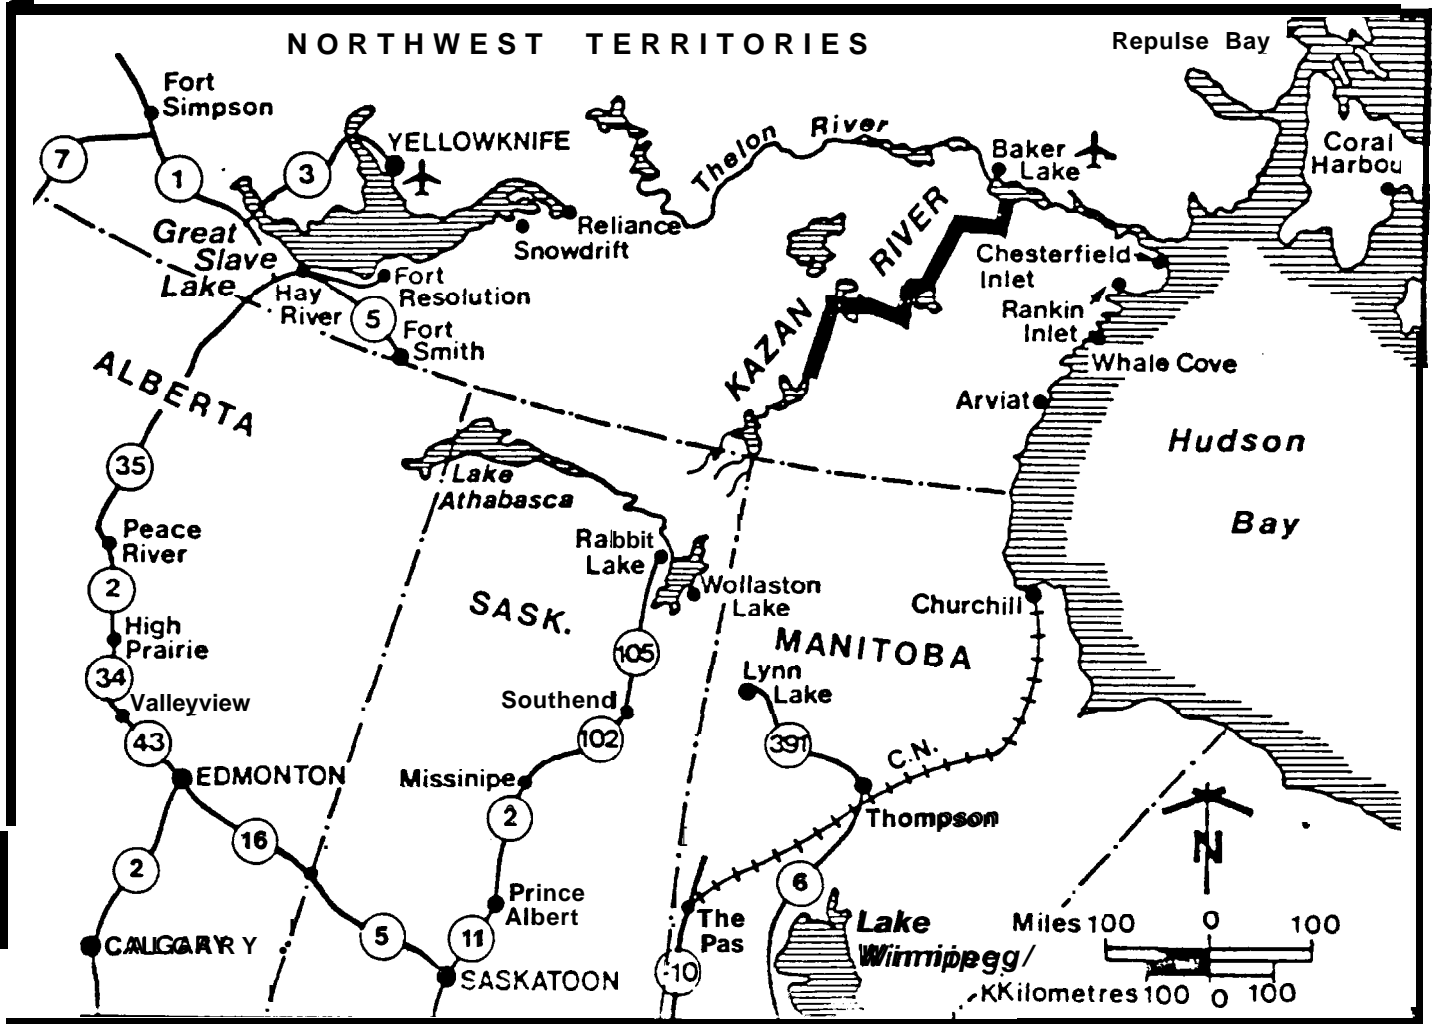 NORTHWEST TERRITORIES
Repulse Bay
Fort
Simpson
7
1
3
YELLOWKNIFE
Thelon River
Baker
Lake
Coral
Harbou
Great
Slave
Lake
Reliance
Snowdrift
Hay
River
Fort
Resolution
5
Fort
Smith
KAZAN RIVER
Chesterfield
Inlet
Rankin
Inlet
Whale Cove
Arviat
Hudson
Bay
ALBERTA
35
Lake
Athabasca
Peace
River
2
High
Prairie
34
Valleyview
43
EDMONTON
Rabbit
Lake
Wollaston
Lake
SASK.
105
Southend
102
Missinipe
2
Churchill
MANITOBA
Lynn
Lake
391
C.N.
Thompson
16
2
CALGARY
5
Prince
Albert
11
SASKATOON
The
Pas
10
6
Lake
Winnipeg
N
Miles 100 0 100
Kilometres 100 0 100